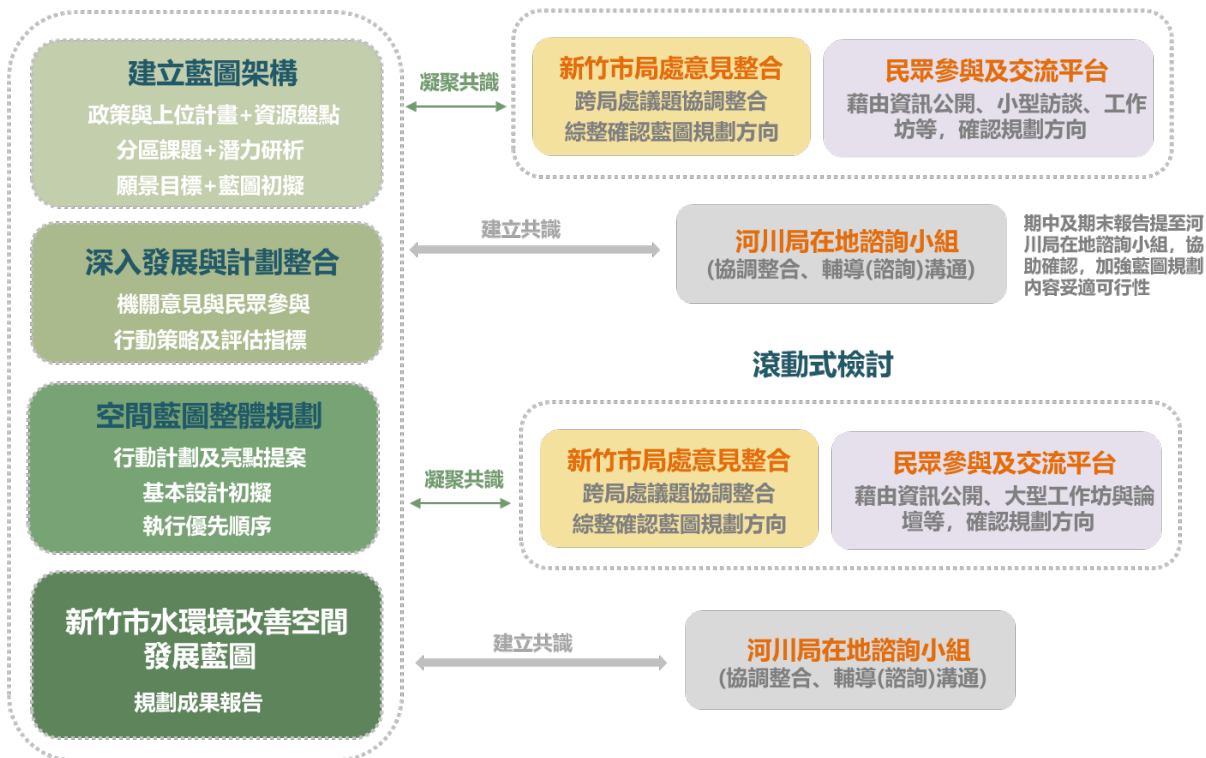 建立藍圖架構
政策與上位計畫+資源盤點
分區課題+潛力研析
願景目標+藍圖初擬
凝聚共識
新竹市局處意見整合
跨局處議題協調整合
綜整確認藍圖規劃方向
民眾參與及交流平台
藉由資訊公開、小型訪談、工作
坊等，確認規劃方向
深入發展與計劃整合
機關意見與民眾參與
行動策略及評估指標
建立共識
河川局在地諮詢小組
(協調整合、輔導(諮詢)溝通)
期中及期末報告提至河
川局在地諮詢小組，協
助確認，加強藍圖規劃
內容妥適可行性
滾動式檢討
空間藍圖整體規劃
行動計劃及亮點提案
基本設計初擬
執行優先順序
凝聚共識
新竹市局處意見整合
跨局處議題協調整合
綜整確認藍圖規劃方向
民眾參與及交流平台
藉由資訊公開、大型工作坊與論
壇等，確認規劃方向
新竹市水環境改善空間
發展藍圖
規劃成果報告
建立共識
河川局在地諮詢小組
(協調整合、輔導(諮詢)溝通)